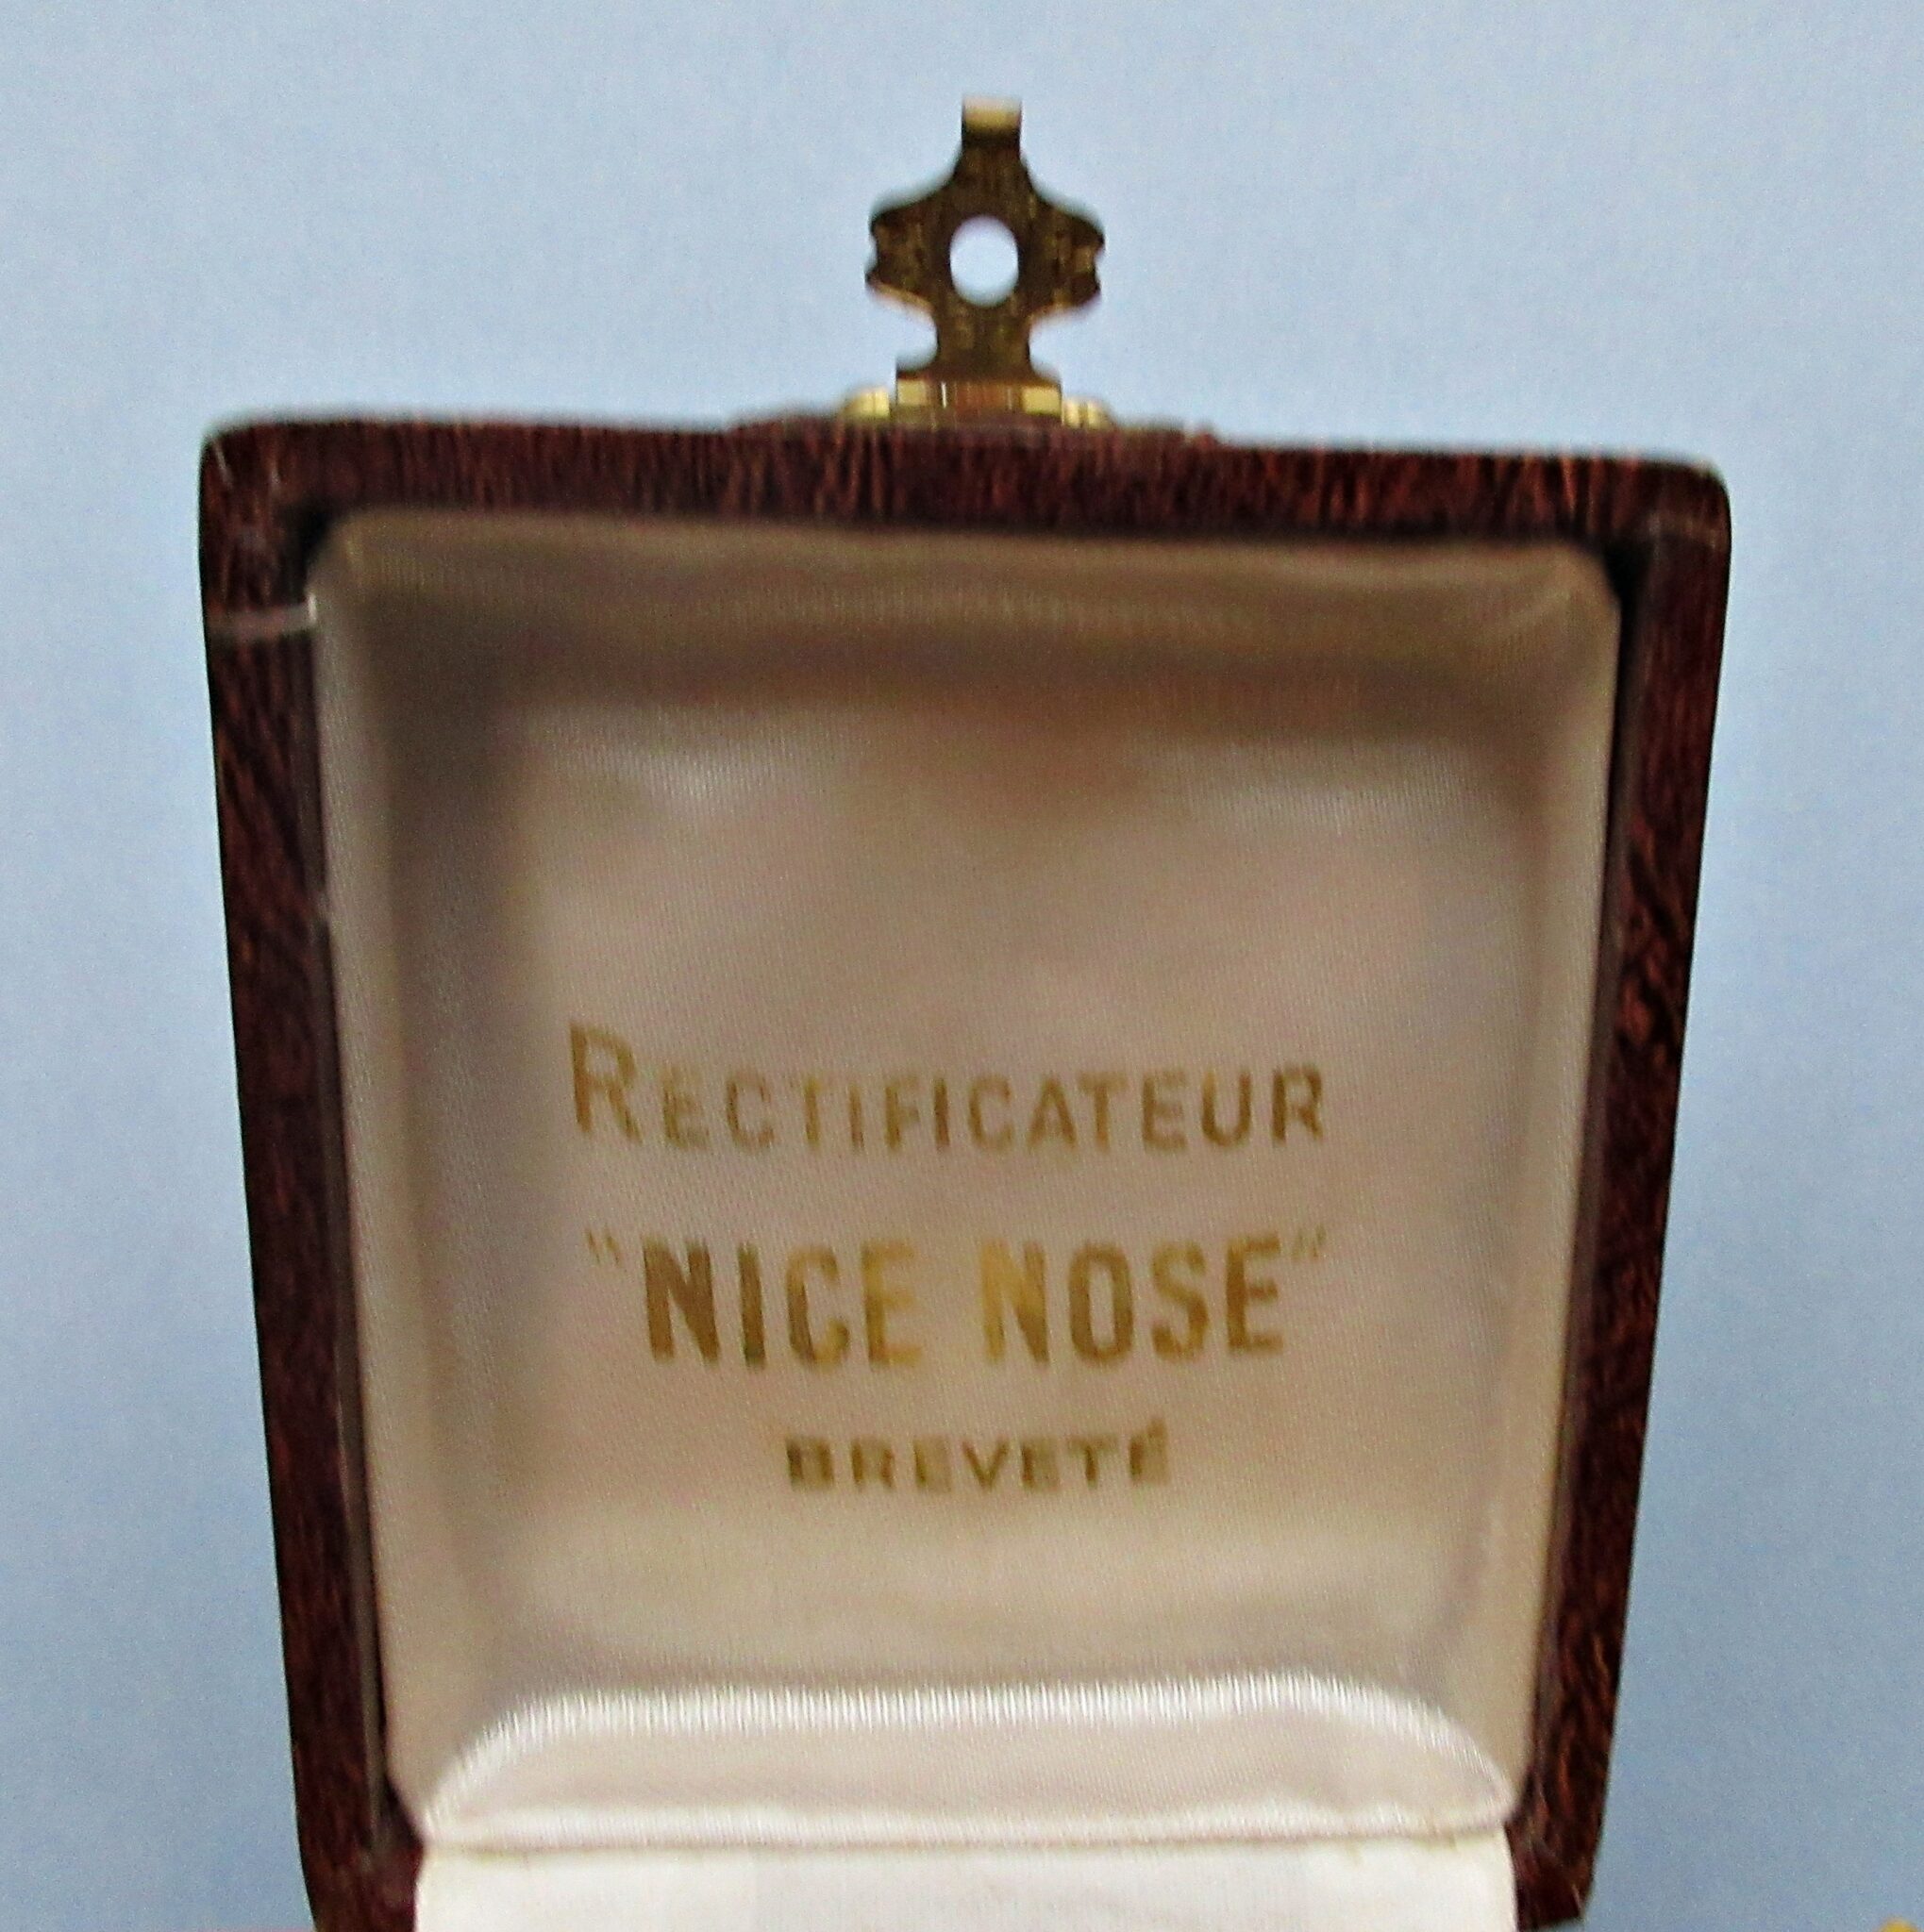 RECTIFICATEUR
"NICE NOSE"
BREVETÉ